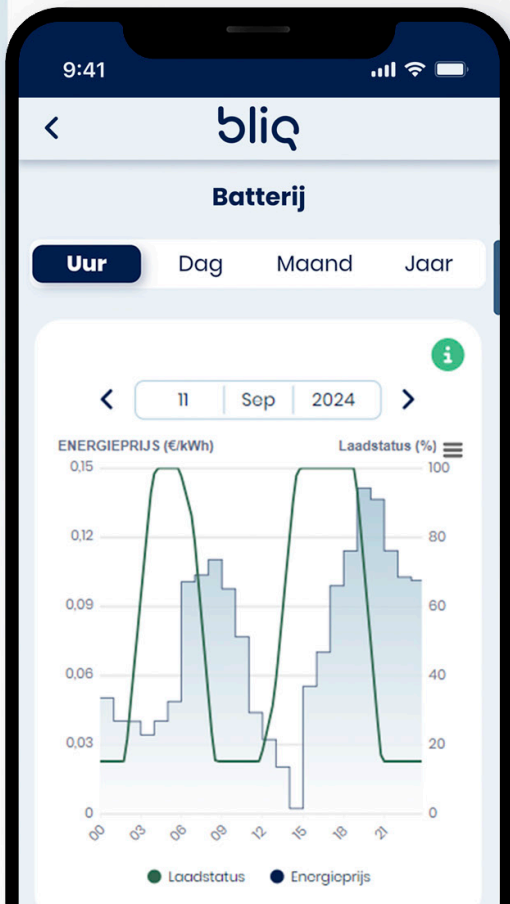 9:41
bliq
Batterij
Uur Dag Maand Jaar
i
11 Sep 2024
ENERGIEPRIJS (€/kWh) Laadstatus (%)
0,15 100
0,12 80
0,09 60
0,06 40
0,03 20
0 0
00 03 06 09 12 15 18 21
Laadstatus Energieprijs